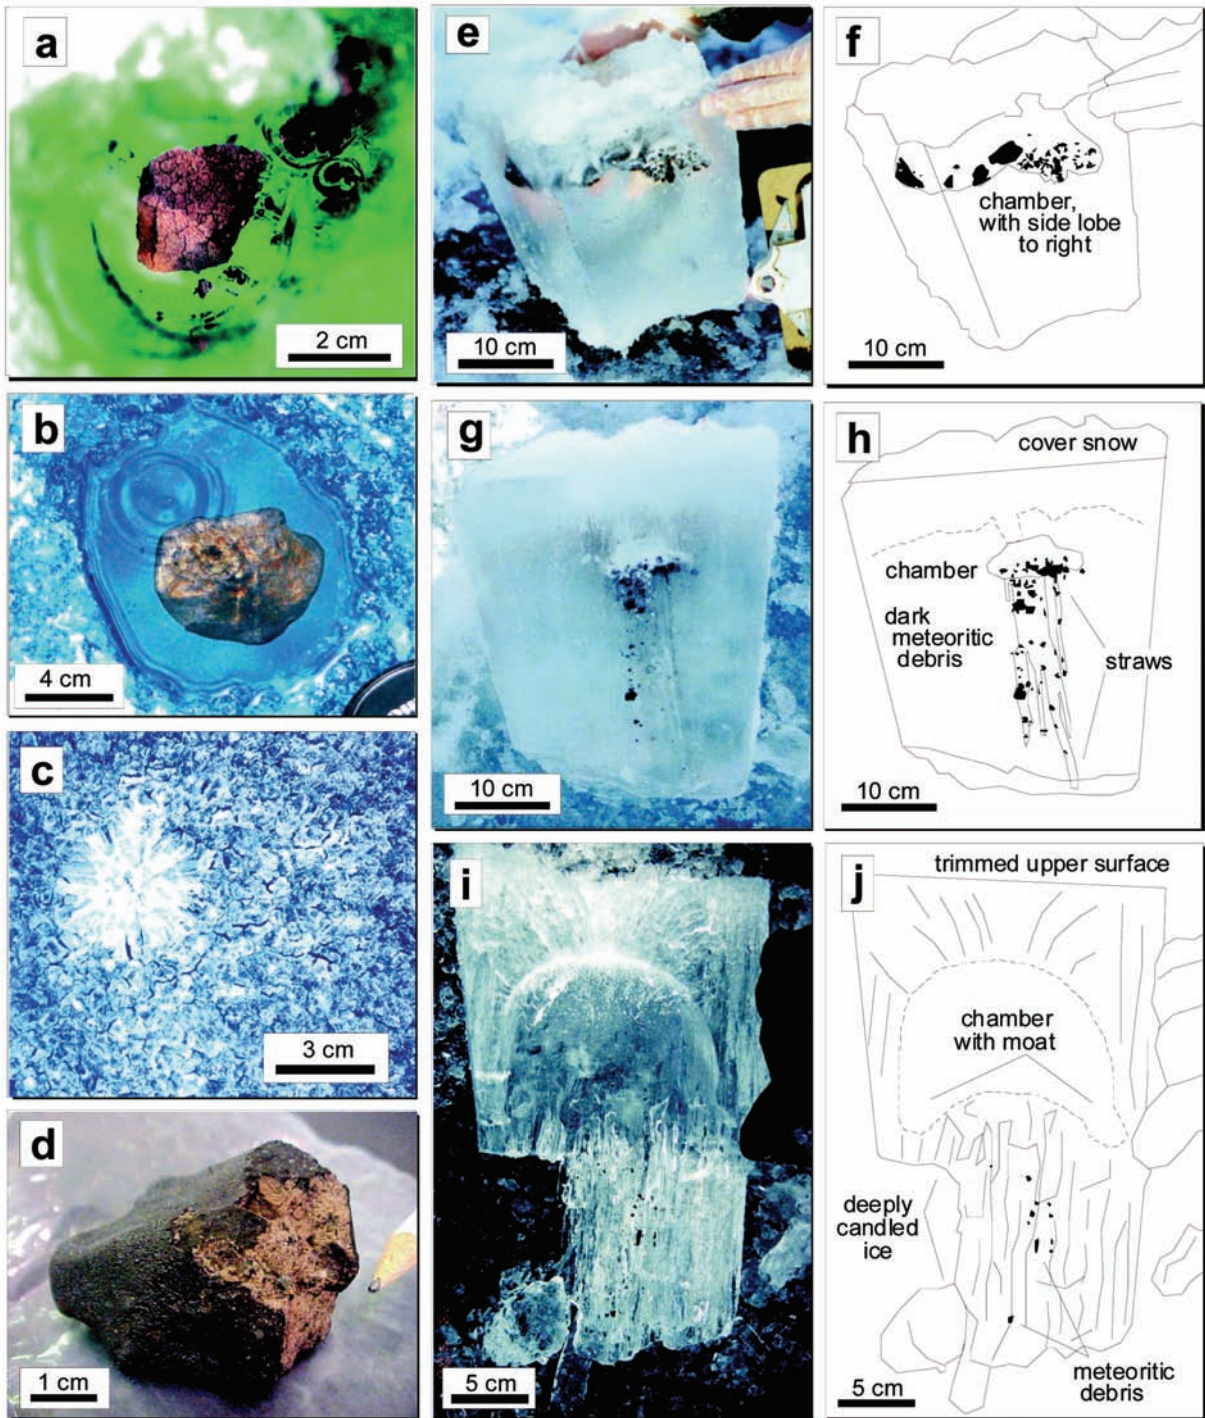 a
2 cm
b
4 cm
c
3 cm
d
1 cm
e
10 cm
f
chamber,
with side lobe
to right
10 cm
g
10 cm
h
cover snow
chamber
dark
meteoritic
debris
straws
10 cm
i
5 cm
j
trimmed upper surface
chamber
with moat
deeply
candled
ice
meteoritic
debris
5 cm